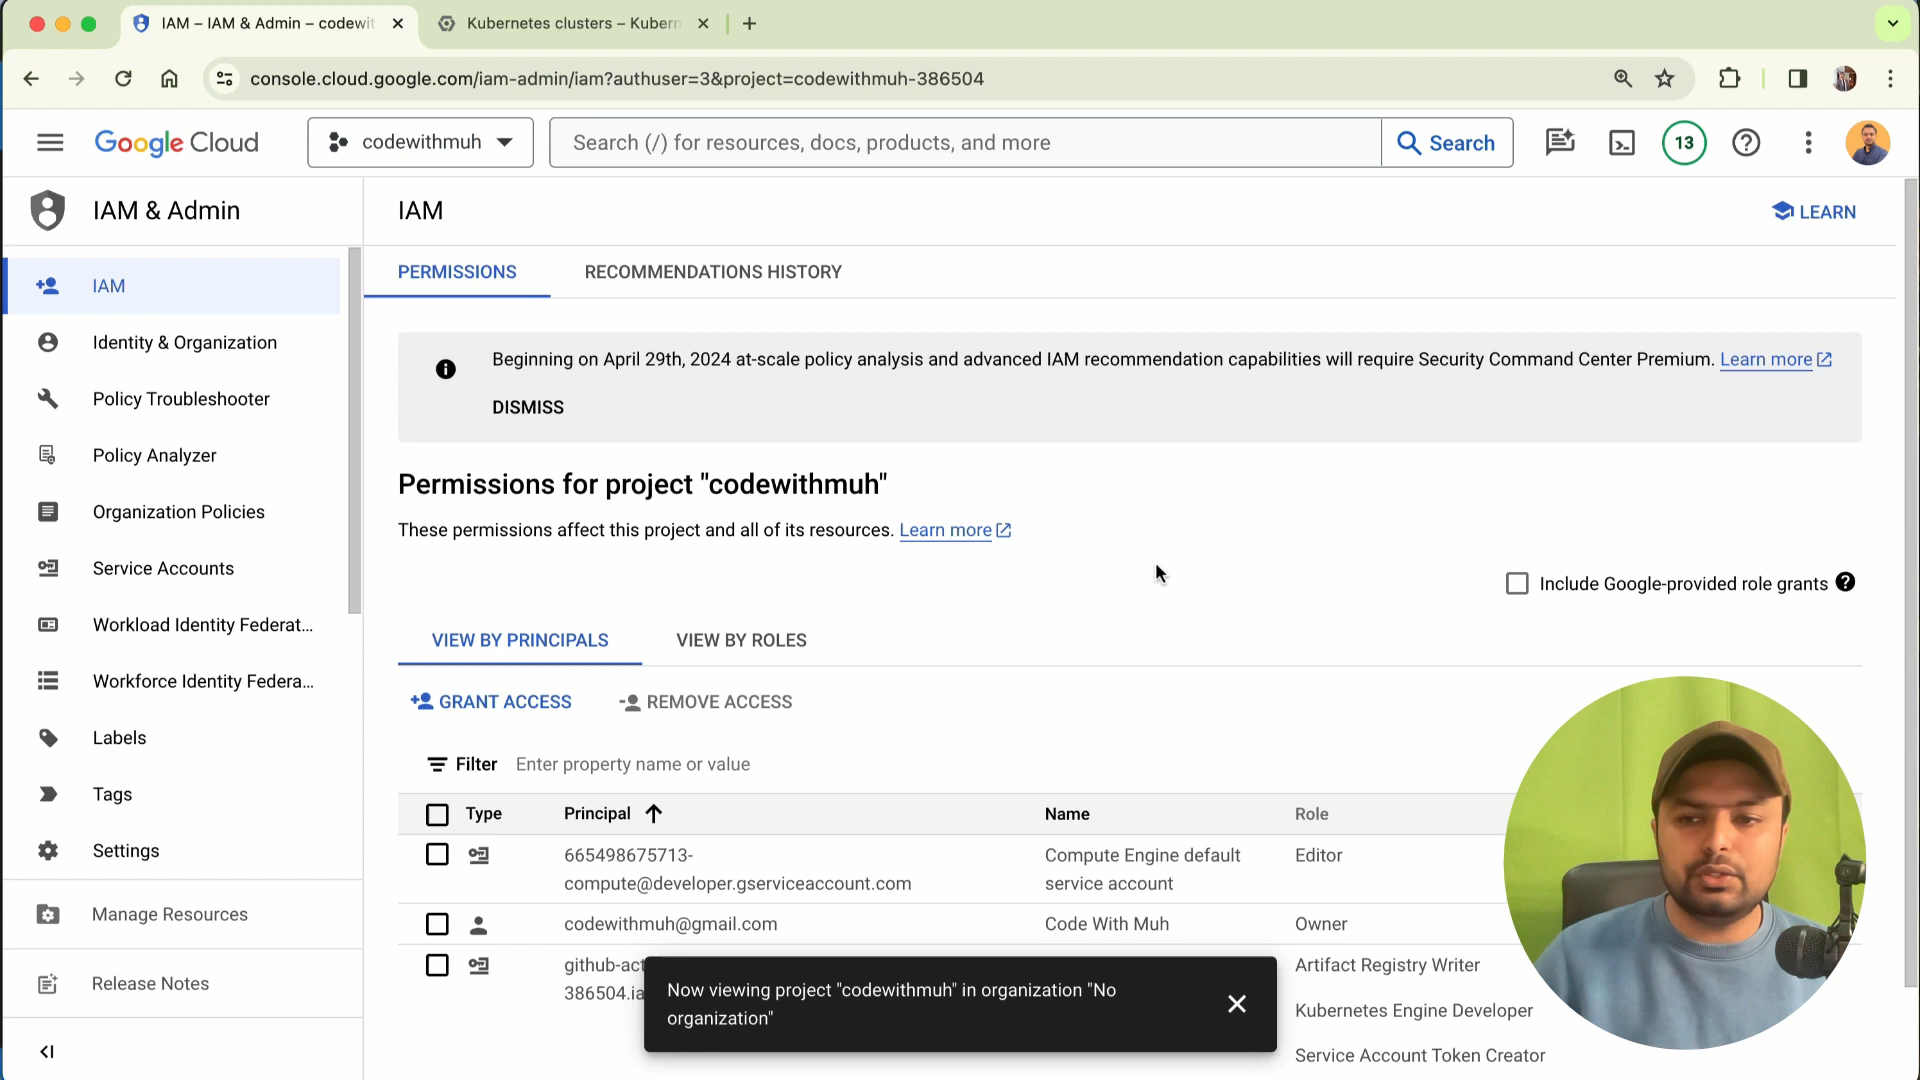 IAM – IAM & Admin – codewit
Kubernetes clusters – Kubern
console.cloud.google.com/iam-admin/iam?authuser=3&project=codewithmuh-386504
Google Cloud
codewithmuh
Search (/) for resources, docs, products, and more
Search
13
IAM & Admin
IAM
LEARN
IAM
Identity & Organization
Policy Troubleshooter
Policy Analyzer
Organization Policies
Service Accounts
Workload Identity Federat...
Workforce Identity Federa...
Labels
Tags
Settings
Manage Resources
Release Notes
PERMISSIONS
RECOMMENDATIONS HISTORY
Beginning on April 29th, 2024 at-scale policy analysis and advanced IAM recommendation capabilities will require Security Command Center Premium. Learn more
DISMISS
Permissions for project "codewithmuh"
These permissions affect this project and all of its resources. Learn more
Include Google-provided role grants
VIEW BY PRINCIPALS
VIEW BY ROLES
GRANT ACCESS
REMOVE ACCESS
Filter Enter property name or value
Type Principal Name Role
665498675713-
compute@developer.gserviceaccount.com
Compute Engine default
service account
Editor
codewithmuh@gmail.com
Code With Muh
Owner
github-act
386504.ia
Artifact Registry Writer
Kubernetes Engine Developer
Service Account Token Creator
Now viewing project "codewithmuh" in organization "No
organization"